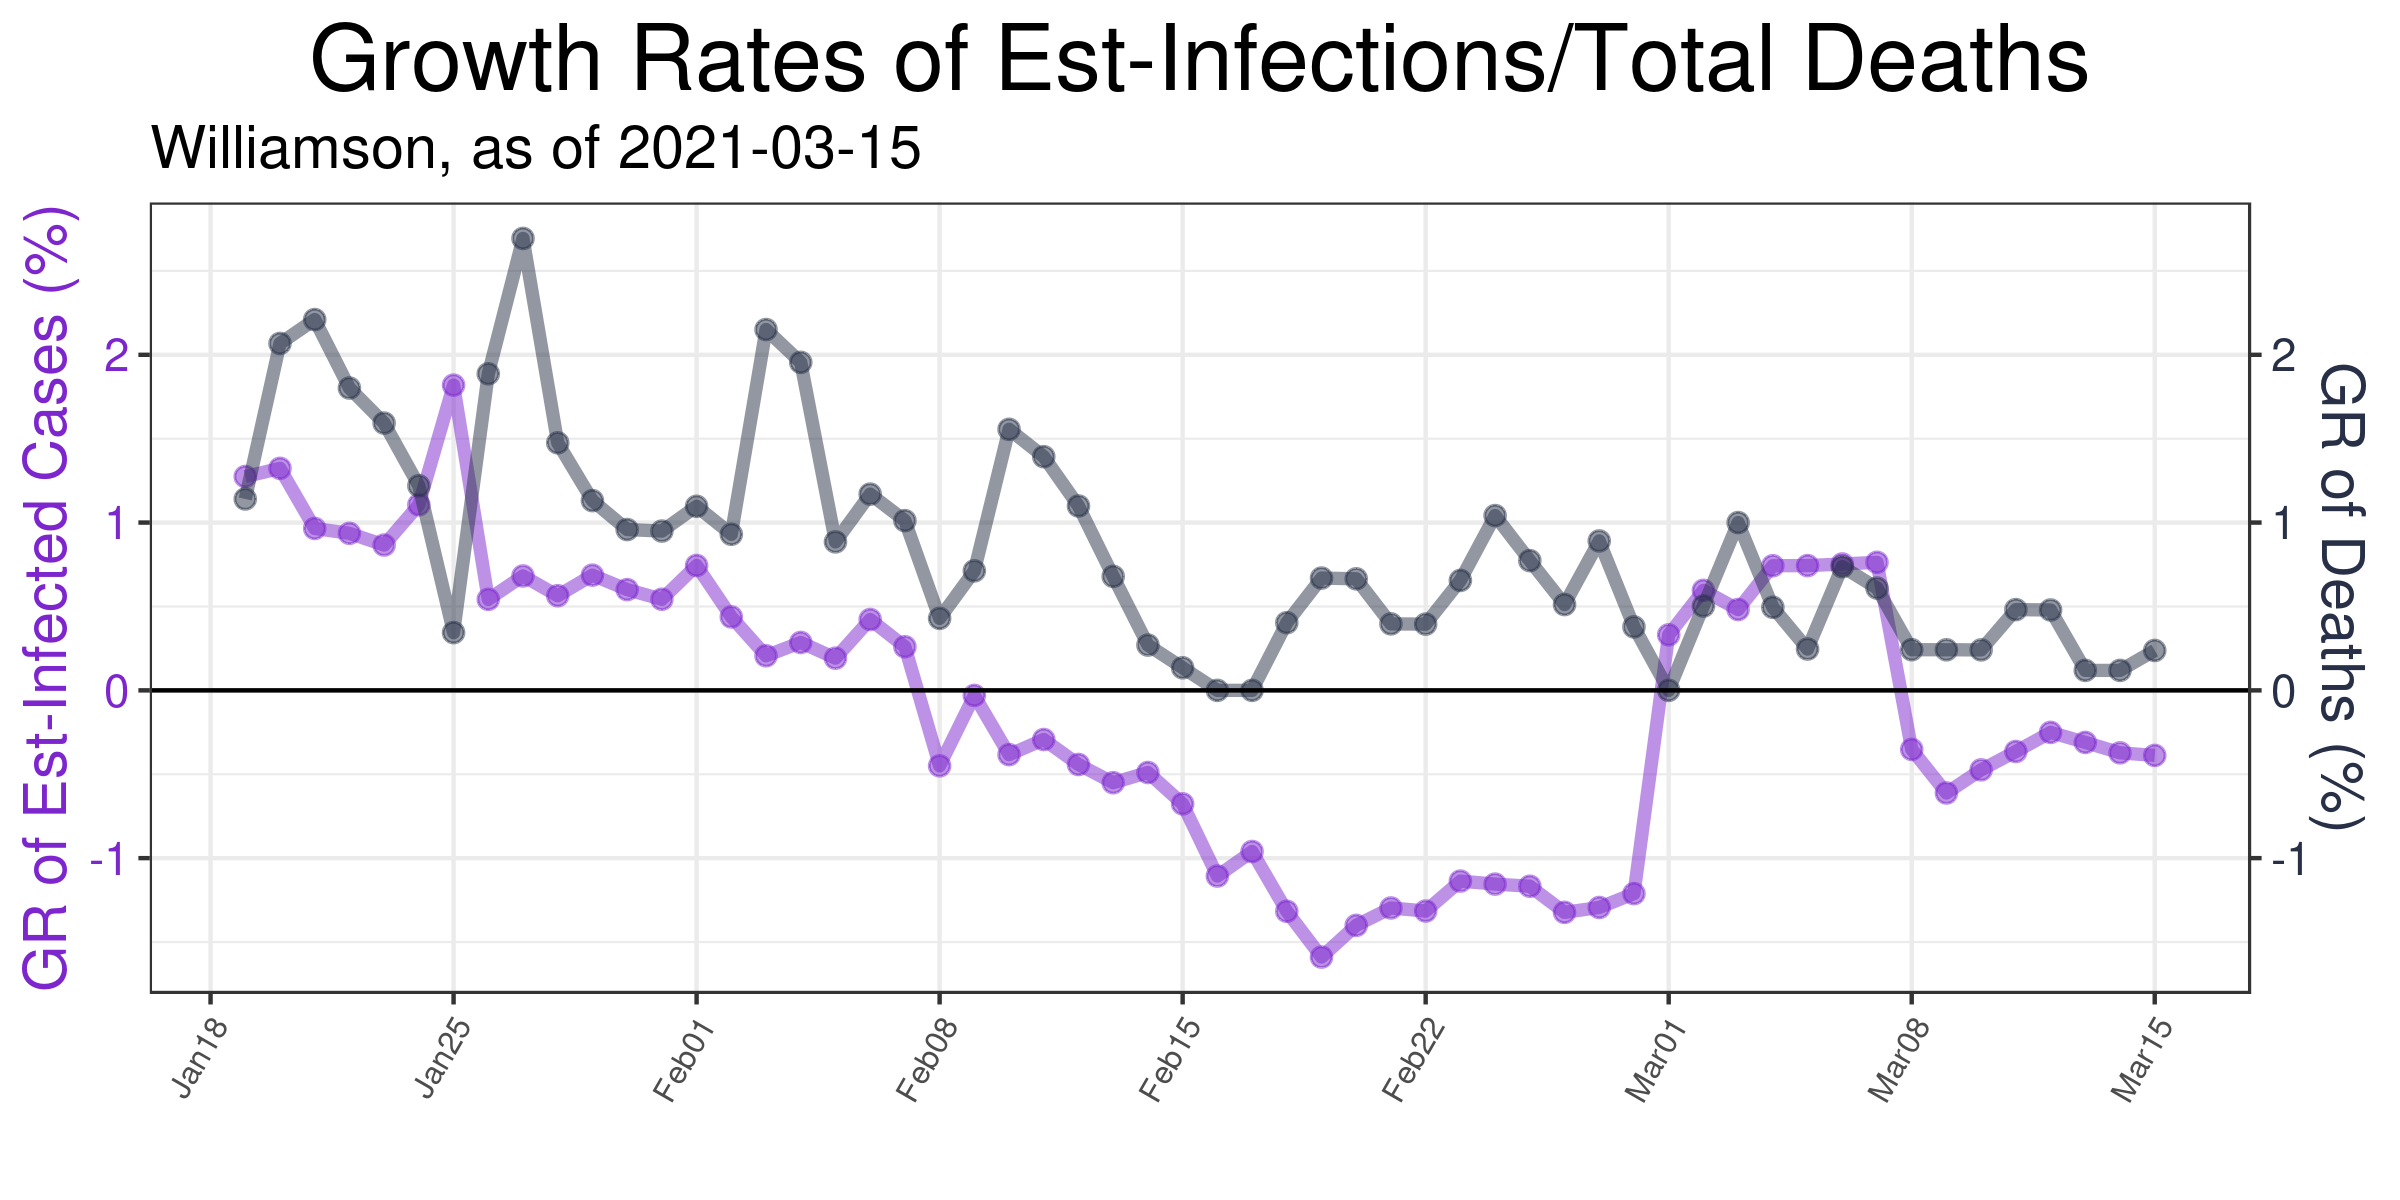 Growth Rates of Est-Infections/Total Deaths
Williamson, as of 2021-03-15
GR of Est-Infected Cases (%)
2
1
0
-1
2
1
0
-1
GR of Deaths (%)
Jan18
Jan25
Feb01
Feb08
Feb15
Feb22
Mar01
Mar08
Mar15